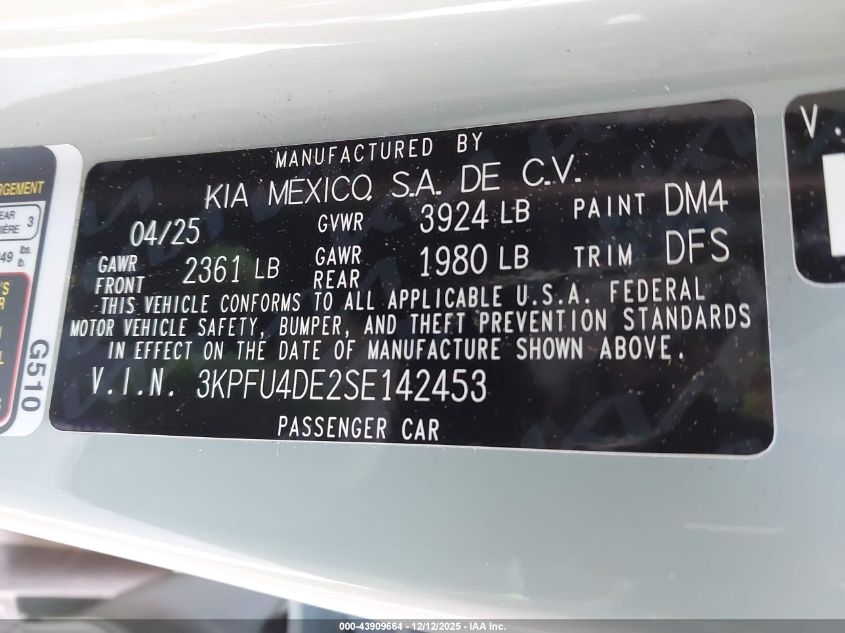 MANUFACTURED BY
KIA MEXICO, S.A. DE C.V.
04/25 GVWR 3924 LB PAINT DM4
GAWR FRONT 2361 LB GAWR REAR 1980 LB TRIM DFS
THIS VEHICLE CONFORMS TO ALL APPLICABLE U.S.A. FEDERAL
MOTOR VEHICLE SAFETY, BUMPER, AND THEFT PREVENTION STANDARDS
IN EFFECT ON THE DATE OF MANUFACTURE SHOWN ABOVE.
V.I.N. 3KPFU4DE2SE142453
PASSENGER CAR
G510
3
lbs.
V.
000-43909664 - 12/12/2025 - IAA Inc.